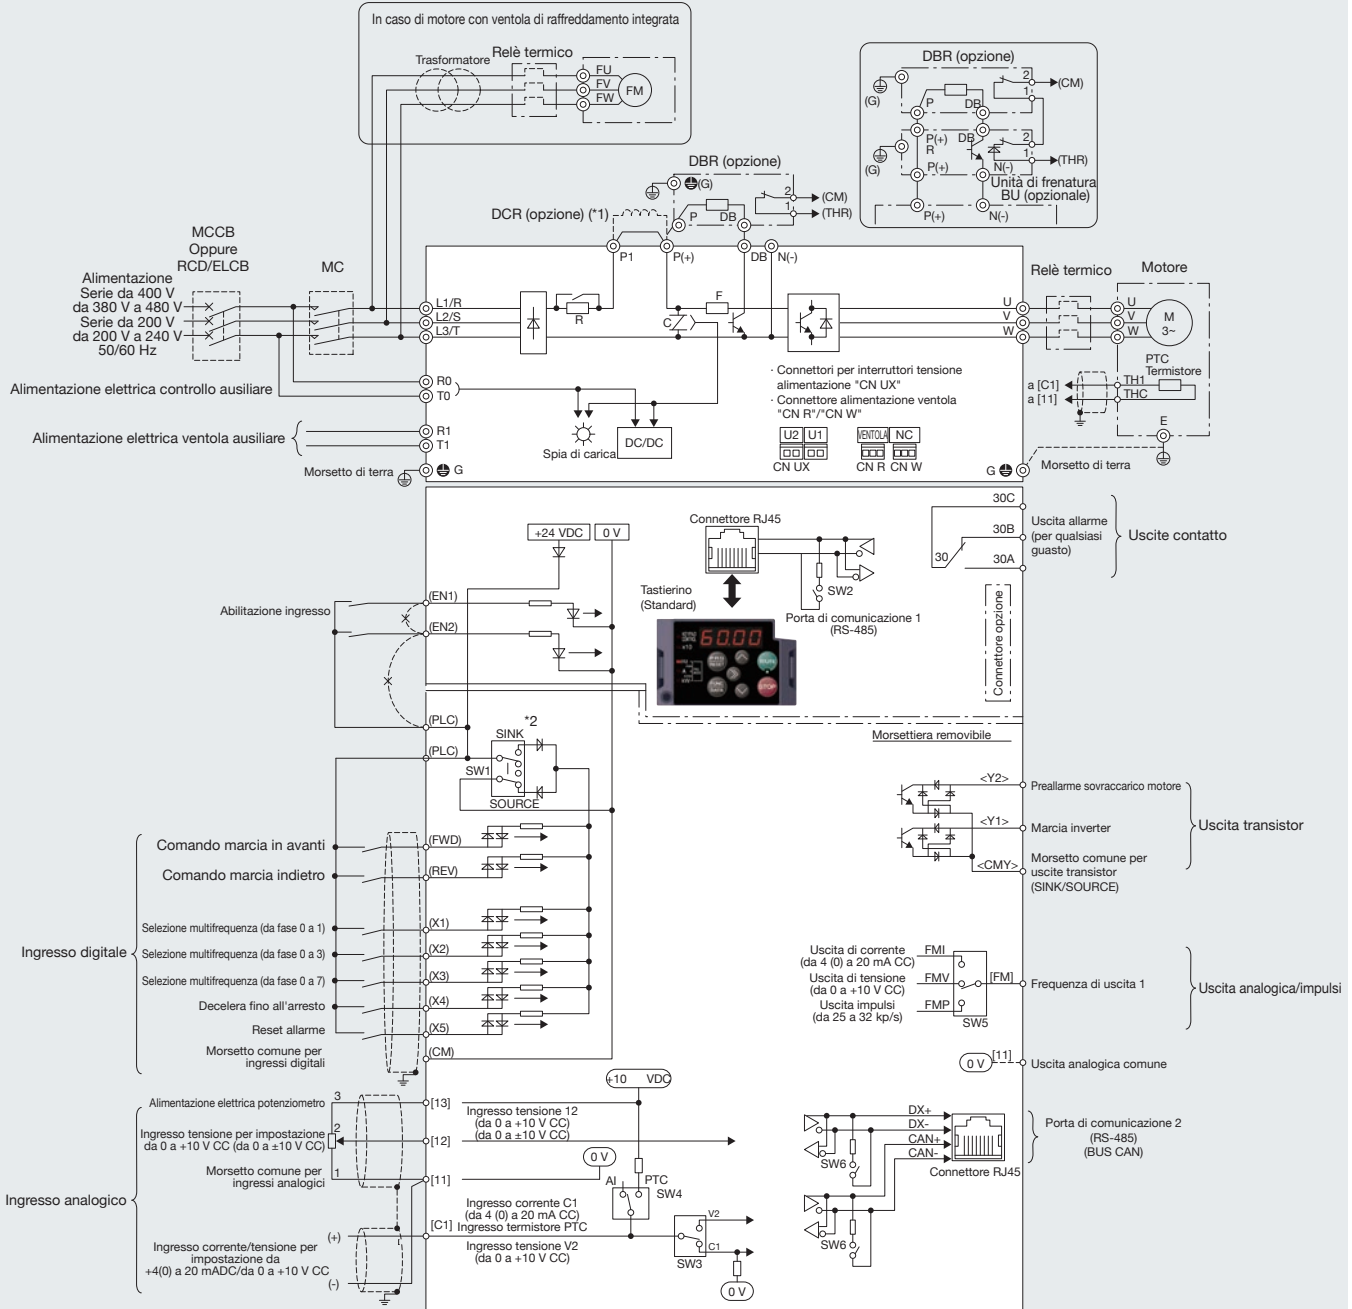 In caso di motore con ventola di raffreddamento integrata
Trasformatore
Relè termico
FU
FV
FW
FM
DBR (opzione)
2
1
(CM)
(G)
P
DB
P(+)
R
DB
2
1
(THR)
(G)
P(+)
N(-)
Unità di frenatura
BU (opzionale)
P(+)
N(-)
DBR (opzione)
(G)
2
1
(CM)
(THR)
P
DB
DCR (opzione) (*1)
P1
P(+)
DB
N(-)
MCCB
Oppure
RCD/ELCB
MC
Alimentazione
Serie da 400 V
da 380 V a 480 V
Serie da 200 V
da 200 V a 240 V
50/60 Hz
L1/R
L2/S
L3/T
R
C
F
U
V
W
Relè termico
Motore
U
V
W
M
3~
PTC
Termistore
a [C1]
TH1
a [11]
THC
E
Morsetto di terra
G
Alimentazione elettrica controllo ausiliare
R0
T0
Alimentazione elettrica ventola ausiliare
R1
T1
Morsetto di terra
G
Spia di carica
DC/DC
· Connettori per interruttori tensione
alimentazione "CN UX"
· Connettore alimentazione ventola
"CN R"/"CN W"
U2
U1
VENTOLA
NC
CN UX
CN R
CN W
+24 VDC
0 V
Connettore RJ45
Tastierino
(Standard)
SW2
Porta di comunicazione 1
(RS-485)
60.00
RUN
STOP
30C
30B
30
30A
Uscita allarme
(per qualsiasi
guasto)
Uscite contatto
Connettore opzione
Abilitazione ingresso
(EN1)
(EN2)
(PLC)
(PLC)
*2
SINK
SW1
SOURCE
Morsettiera removibile
<Y2>
Preallarme sovraccarico motore
<Y1>
Marcia inverter
<CMY>
Morsetto comune per
uscite transistor
(SINK/SOURCE)
Uscita transistor
Ingresso digitale
Comando marcia in avanti
(FWD)
Comando marcia indietro
(REV)
Selezione multifrequenza (da fase 0 a 1)
(X1)
Selezione multifrequenza (da fase 0 a 3)
(X2)
Selezione multifrequenza (da fase 0 a 7)
(X3)
Decelera fino all'arresto
(X4)
Reset allarme
(X5)
Morsetto comune per
ingressi digitali
(CM)
Uscita di corrente
(da 4 (0) a 20 mA CC)
FMI
Uscita di tensione
(da 0 a +10 V CC)
FMV
Uscita impulsi
(da 25 a 32 kp/s)
FMP
SW5
[FM]
Frequenza di uscita 1
Uscita analogica/impulsi
0 V
[11]
Uscita analogica comune
Ingresso analogico
Alimentazione elettrica potenziometro
3
[13]
+10 VDC
Ingresso tensione per impostazione
da 0 a +10 V CC (da 0 a ±10 V CC)
2
[12]
Ingresso tensione 12
(da 0 a +10 V CC)
(da 0 a ±10 V CC)
Morsetto comune per
ingressi analogici
1
[11]
0 V
AI
PTC
SW4
[C1]
Ingresso corrente C1
(da 4 (0) a 20 mA CC)
Ingresso termistore PTC
Ingresso tensione V2
(da 0 a +10 V CC)
V2
C1
SW3
0 V
(+)
Ingresso corrente/tensione per
impostazione da
+4(0) a 20 mADC/da 0 a +10 V CC
(-)
DX+
DX-
CAN+
CAN-
SW6
Connettore RJ45
SW6
Porta di comunicazione 2
(RS-485)
(BUS CAN)